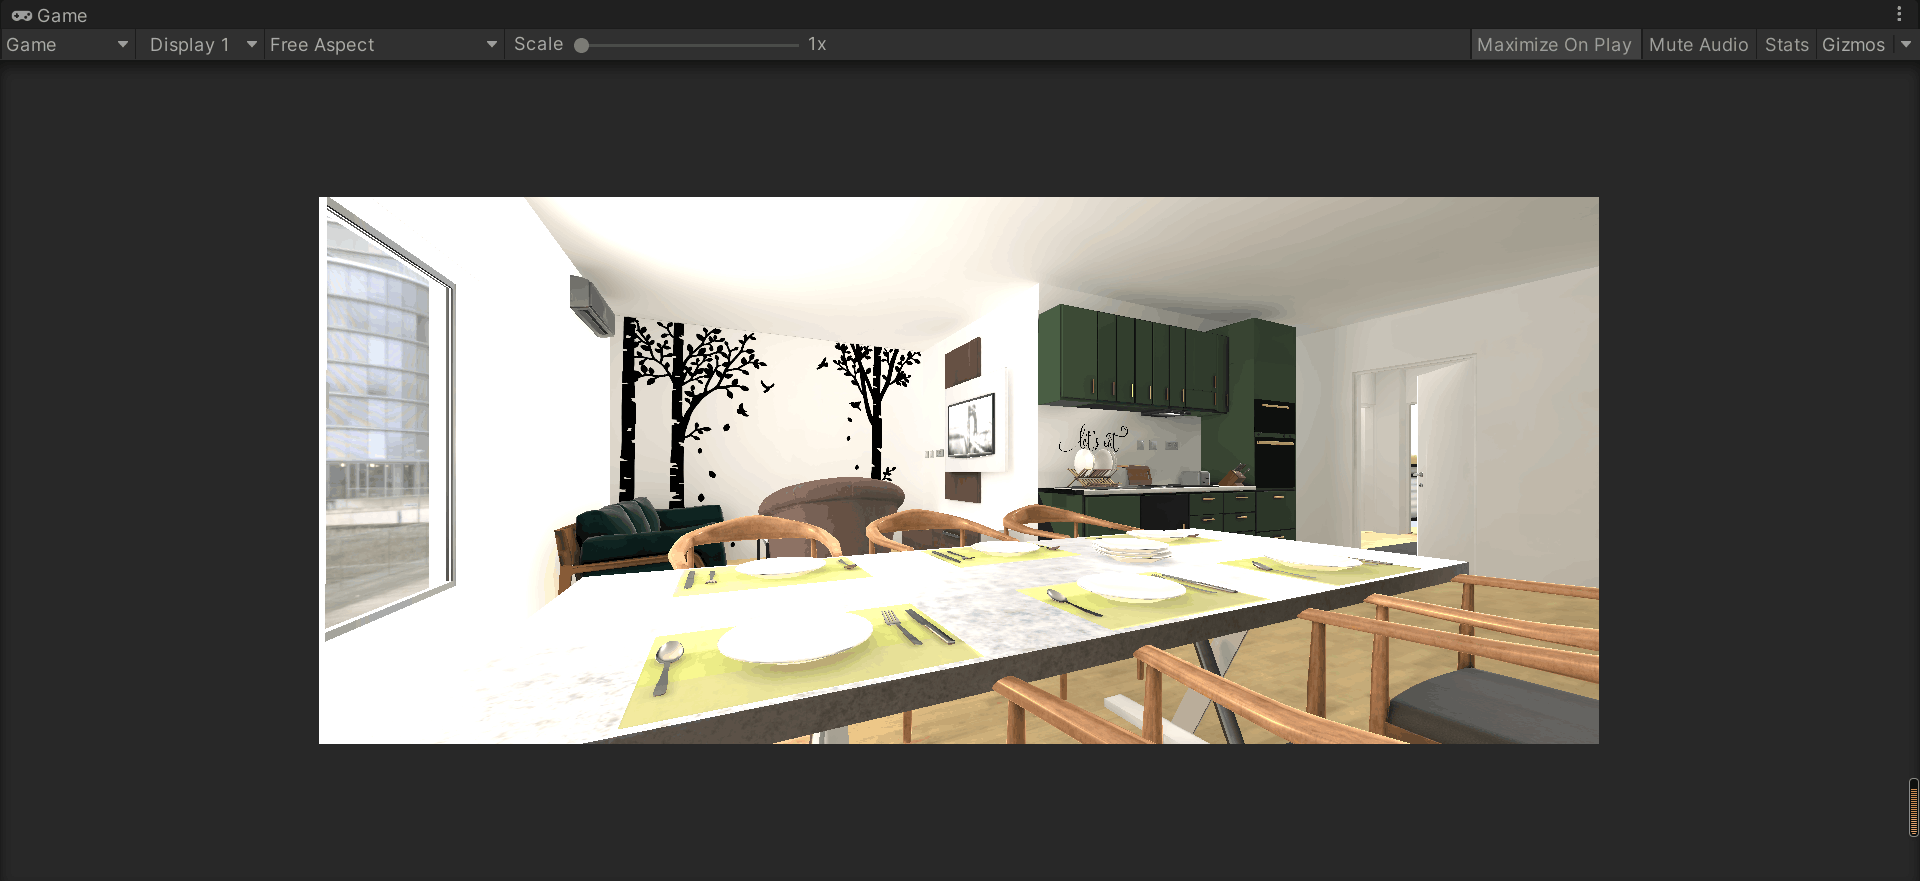 Game
Game Display 1 Free Aspect Scale 1x Maximize On Play Mute Audio Stats Gizmos
let's eat